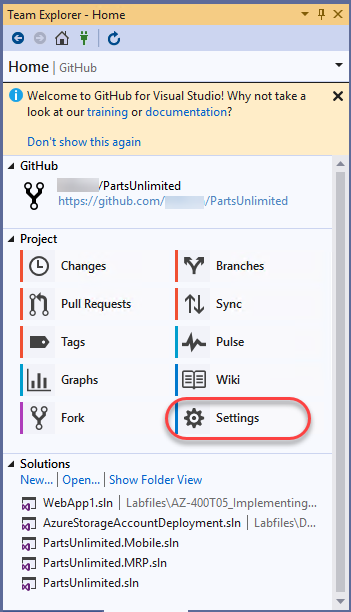 Team Explorer - Home
Home | GitHub
Welcome to GitHub for Visual Studio! Why not take a
look at our training or documentation?
Don't show this again
GitHub
/PartsUnlimited
https://github.com/ /PartsUnlimited
Project
Changes Branches
Pull Requests Sync
Tags Pulse
Graphs Wiki
Fork Settings
Solutions
New... | Open... | Show Folder View
WebApp1.sln | Labfiles\AZ-400T05_Implementing...
AzureStorageAccountDeployment.sln | Labfiles\D...
PartsUnlimited.Mobile.sln
PartsUnlimited.MRP.sln
PartsUnlimited.sln